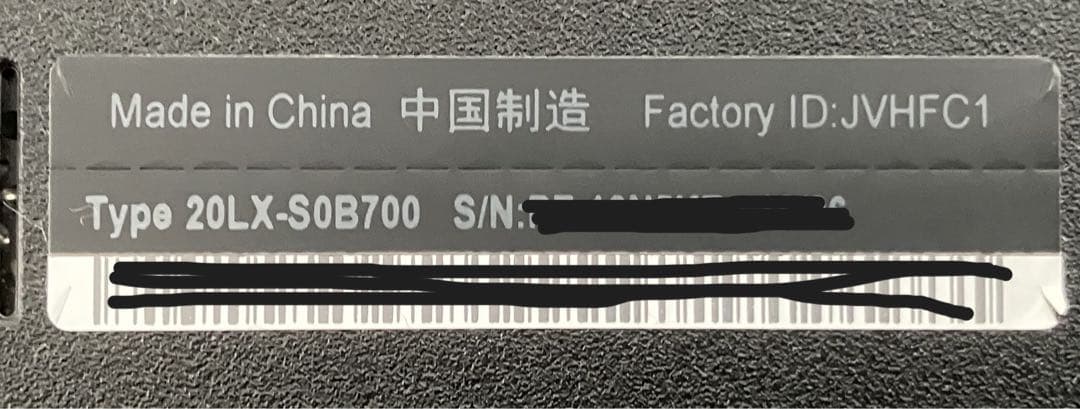 Made in China 中国制造 Factory ID:JVHFC1
Type 20LX-S0B700 S/N: